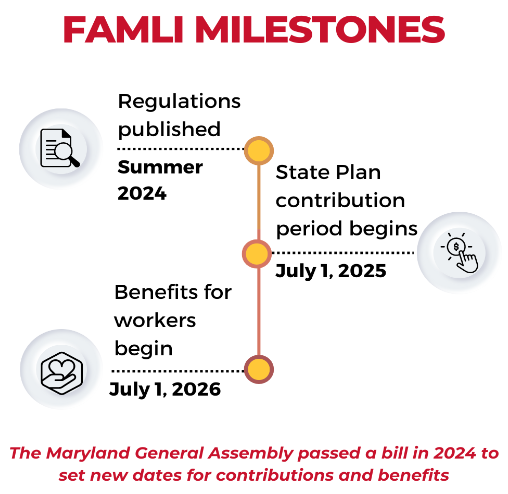 FAMLI MILESTONES
Regulations
published
Summer
2024
State Plan
contribution
period begins
July 1, 2025
Benefits for
workers
begin
July 1, 2026
The Maryland General Assembly passed a bill in 2024 to
set new dates for contributions and benefits